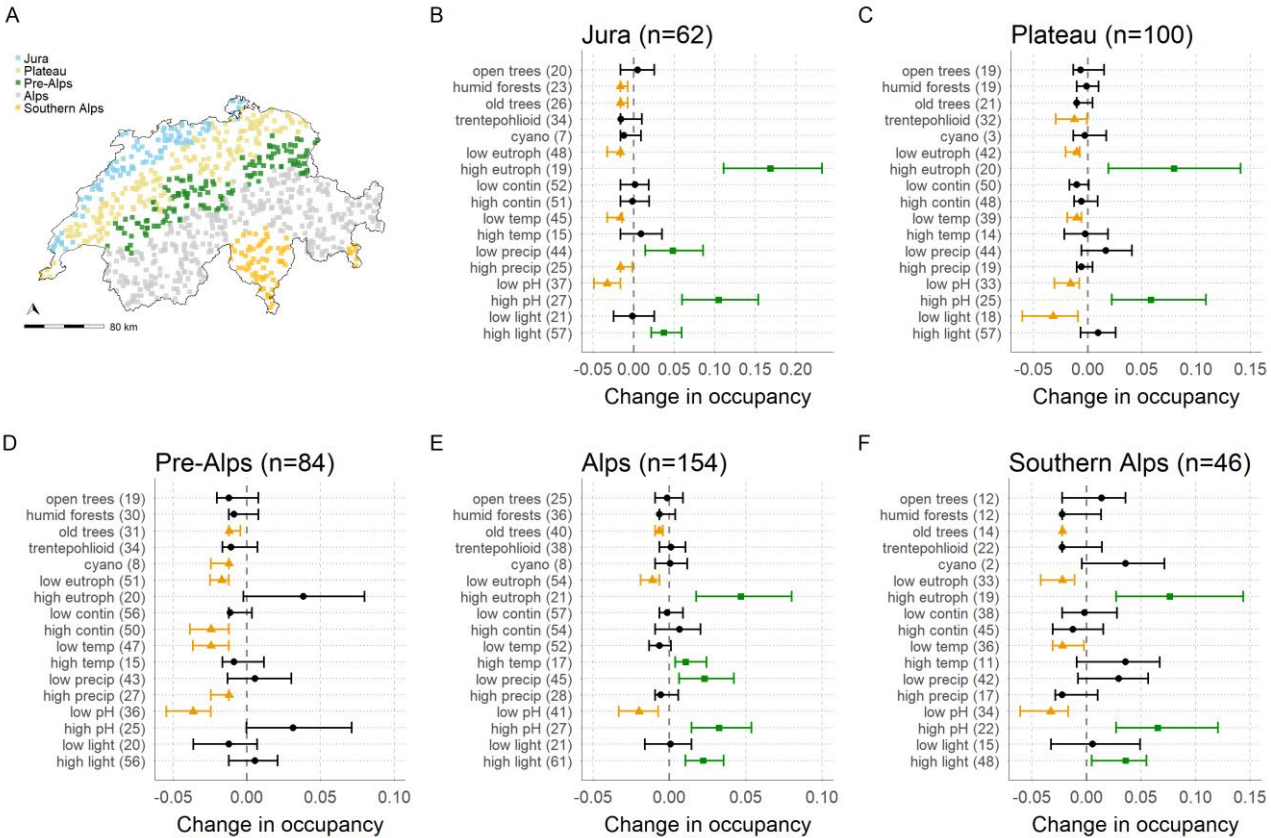 A
Jura
Plateau
Pre-Alps
Alps
Southern Alps
80 km
B
Jura (n=62)
open trees (20)
humid forests (23)
old trees (26)
trentepohlioid (34)
cyano (7)
low eutroph (48)
high eutroph (19)
low contin (52)
high contin (51)
low temp (45)
high temp (15)
low precip (44)
high precip (25)
low pH (37)
high pH (27)
low light (21)
high light (57)
-0.05 0.00 0.05 0.10 0.20
Change in occupancy
C
Plateau (n=100)
open trees (19)
humid forests (19)
old trees (21)
trentepohlioid (32)
cyano (3)
low eutroph (42)
high eutroph (20)
low contin (50)
high contin (48)
low temp (39)
high temp (14)
low precip (44)
high precip (19)
low pH (33)
high pH (25)
low light (18)
high light (57)
-0.05 0.00 0.05 0.10 0.15
Change in occupancy
D
Pre-Alps (n=84)
open trees (19)
humid forests (30)
old trees (31)
trentepohlioid (34)
cyano (8)
low eutroph (51)
high eutroph (20)
low contin (56)
high contin (50)
low temp (47)
high temp (15)
low precip (43)
high precip (27)
low pH (36)
high pH (25)
low light (20)
high light (56)
-0.05 0.00 0.05 0.10
Change in occupancy
E
Alps (n=154)
open trees (25)
humid forests (36)
old trees (40)
trentepohlioid (38)
cyano (8)
low eutroph (54)
high eutroph (21)
low contin (57)
high contin (54)
low temp (52)
high temp (17)
low precip (45)
high precip (28)
low pH (41)
high pH (27)
low light (21)
high light (61)
-0.05 0.00 0.05 0.10
Change in occupancy
F
Southern Alps (n=46)
open trees (12)
humid forests (12)
old trees (14)
trentepohlioid (22)
cyano (2)
low eutroph (33)
high eutroph (19)
low contin (38)
high contin (45)
low temp (36)
high temp (11)
low precip (42)
high precip (17)
low pH (34)
high pH (22)
low light (15)
high light (48)
-0.05 0.00 0.05 0.10 0.15
Change in occupancy